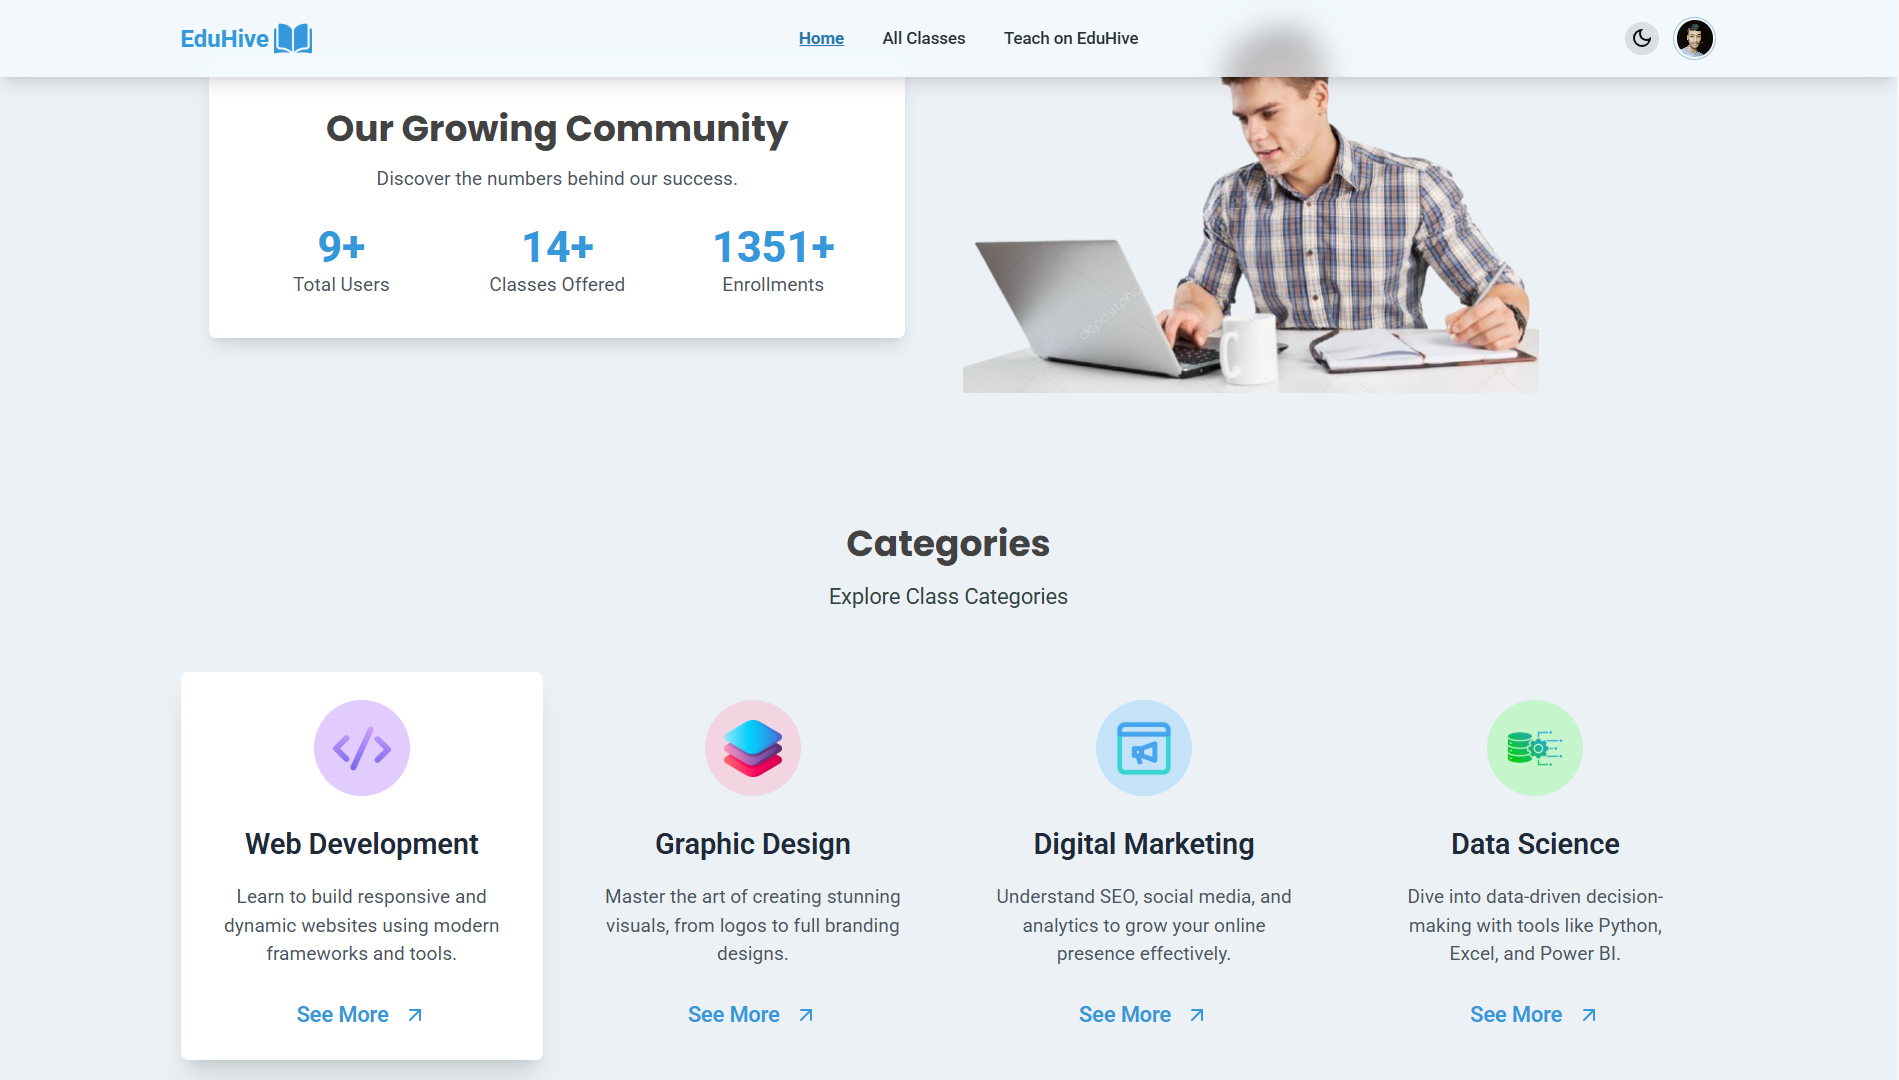 EduHive
Home
All Classes
Teach on EduHive
Our Growing Community
Discover the numbers behind our success.
9+
14+
1351+
Total Users
Classes Offered
Enrollments
Categories
Explore Class Categories
Web Development
Learn to build responsive and
dynamic websites using modern
frameworks and tools.
See More
Graphic Design
Master the art of creating stunning
visuals, from logos to full branding
designs.
See More
Digital Marketing
Understand SEO, social media, and
analytics to grow your online
presence effectively.
See More
Data Science
Dive into data-driven decision-
making with tools like Python,
Excel, and Power BI.
See More